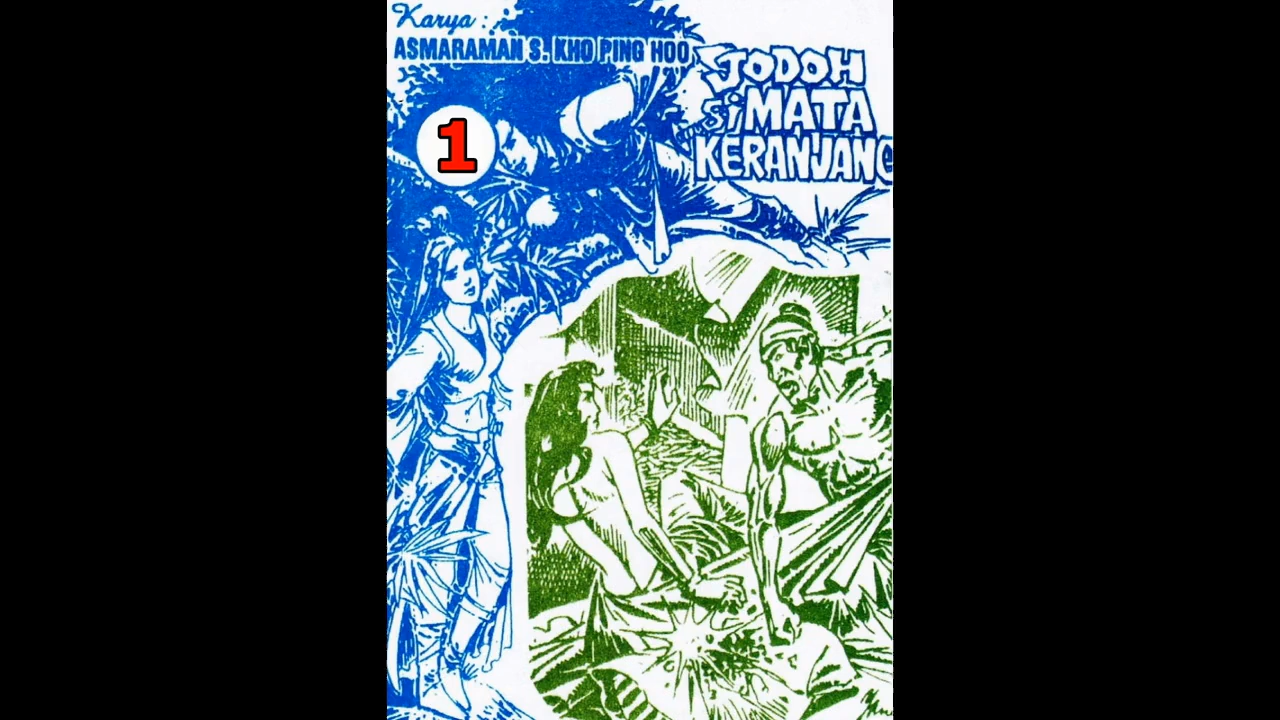 Karya :
ASMARAMAN S. KHO PING HOO
JODOH
si MATA
KERANJANG
1